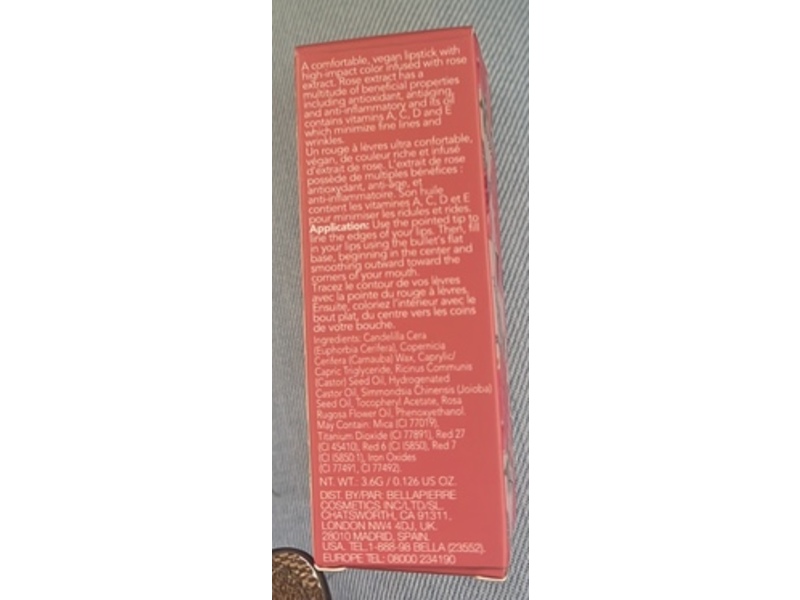 A comfortable, vegan lipstick with
high-impact color infused with rose
extract. Rose extract has a
multitude of beneficial properties
including antioxidant, antiaging,
and anti-inflammatory and its oil
contains vitamins A, C, D and E
which minimize fine lines and
wrinkles.
Un rouge à lèvres ultra confortable,
végan, de couleur riche et infusé
d'extrait de rose. L'extrait de rose
possède de multiples bénéfices :
antioxydant, anti-âge, et
anti-inflammatoire. Son huile
contient les vitamines A, C, D et E
pour minimiser les ridules et rides.
Application: Use the pointed tip to
line the edges of your lips. Then, fill
in your lips using the bullet's flat
base, beginning in the center and
smoothing outward toward the
corners of your mouth.
Tracez le contour de vos lèvres
avec la pointe du rouge à lèvres.
Ensuite, coloriez l'intérieur avec le
bout plat, du centre vers les coins
de votre bouche.
Ingredients: Candelilla Cera
(Euphorbia Cerifera), Copernicia
Cerifera (Carnauba) Wax, Caprylic/
Capric Triglyceride, Ricinus Communis
(Castor) Seed Oil, Hydrogenated
Castor Oil, Simmondsia Chinensis (Jojoba)
Seed Oil, Tocopheryl Acetate, Rosa
Rugosa Flower Oil, Phenoxyethanol.
May Contain: Mica (CI 77019),
Titanium Dioxide (CI 77891), Red 27
(CI 45410), Red 6 (CI 15850), Red 7
(CI 15850:1), Iron Oxides
(CI 77491, CI 77492).
NT. WT.: 3.6G / 0.126 US OZ.
DIST. BY/PAR: BELLAPIERRE
COSMETICS INC/LTD/SL.
CHATSWORTH, CA 91311,
LONDON NW4 4DJ, UK.
28010 MADRID, SPAIN.
USA. TEL.1-888-98 BELLA (23552).
EUROPE TEL: 08000 234190